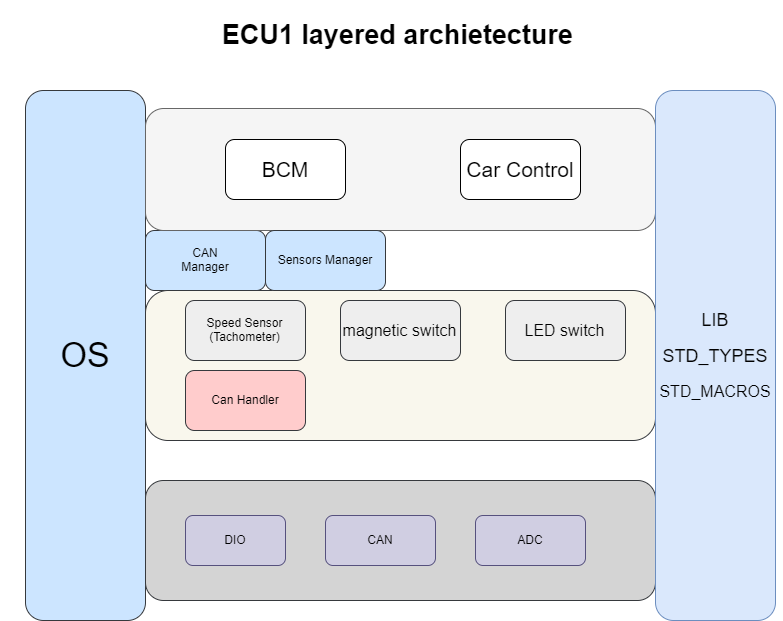 ECU1 layered archietecture
BCM
Car Control
CAN
Manager
Sensors Manager
OS
Speed Sensor
(Tachometer)
magnetic switch
LED switch
Can Handler
LIB
STD_TYPES
STD_MACROS
DIO
CAN
ADC